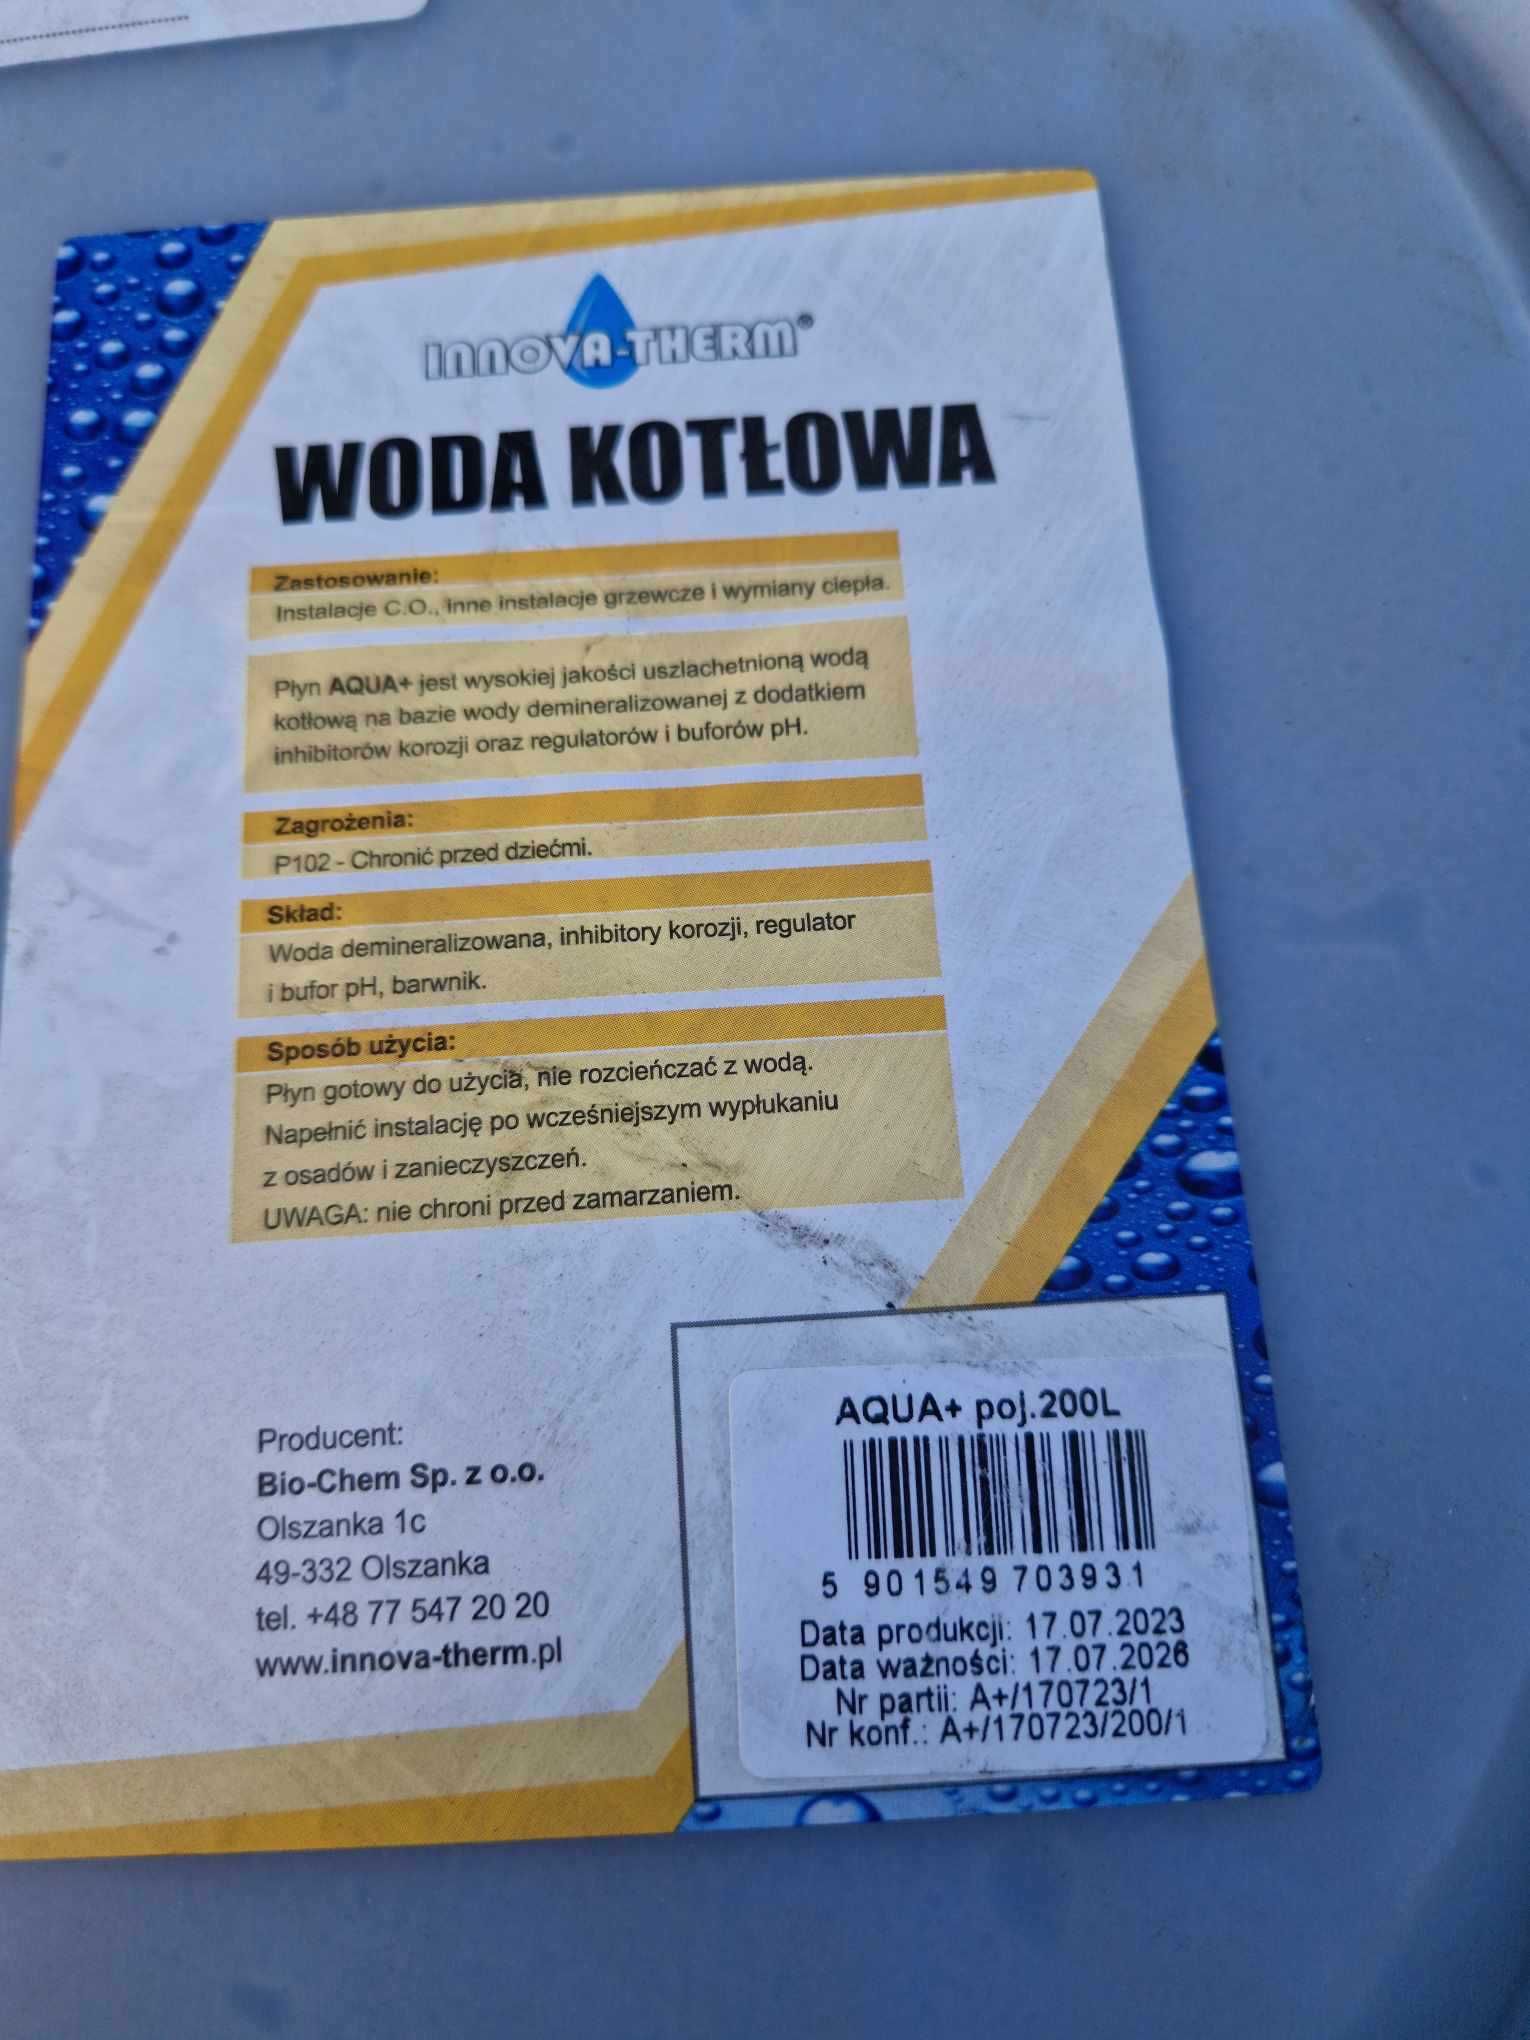 INNOVA-THERM®
WODA KOTŁOWA
Zastosowanie:
Instalacje C.O., inne instalacje grzewcze i wymiany ciepła.
Płyn AQUA+ jest wysokiej jakości uszlachetnioną wodą
kotłową na bazie wody demineralizowanej z dodatkiem
inhibitorów korozji oraz regulatorów i buforów pH.
Zagrożenia:
P102 - Chronić przed dziećmi.
Skład:
Woda demineralizowana, inhibitory korozji, regulator
i bufor pH, barwnik.
Sposób użycia:
Płyn gotowy do użycia, nie rozcieńczać z wodą.
Napełnić instalację po wcześniejszym wypłukaniu
z osadów i zanieczyszczeń.
UWAGA: nie chroni przed zamarzaniem.
Producent:
Bio-Chem Sp. z o.o.
Olszanka 1c
49-332 Olszanka
tel. +48 77 547 20 20
www.innova-therm.pl
AQUA+ poj.200L
5 901549 703931
Data produkcji: 17.07.2023
Data ważności: 17.07.2026
Nr partii: A+/170723/1
Nr konf.: A+/170723/200/1